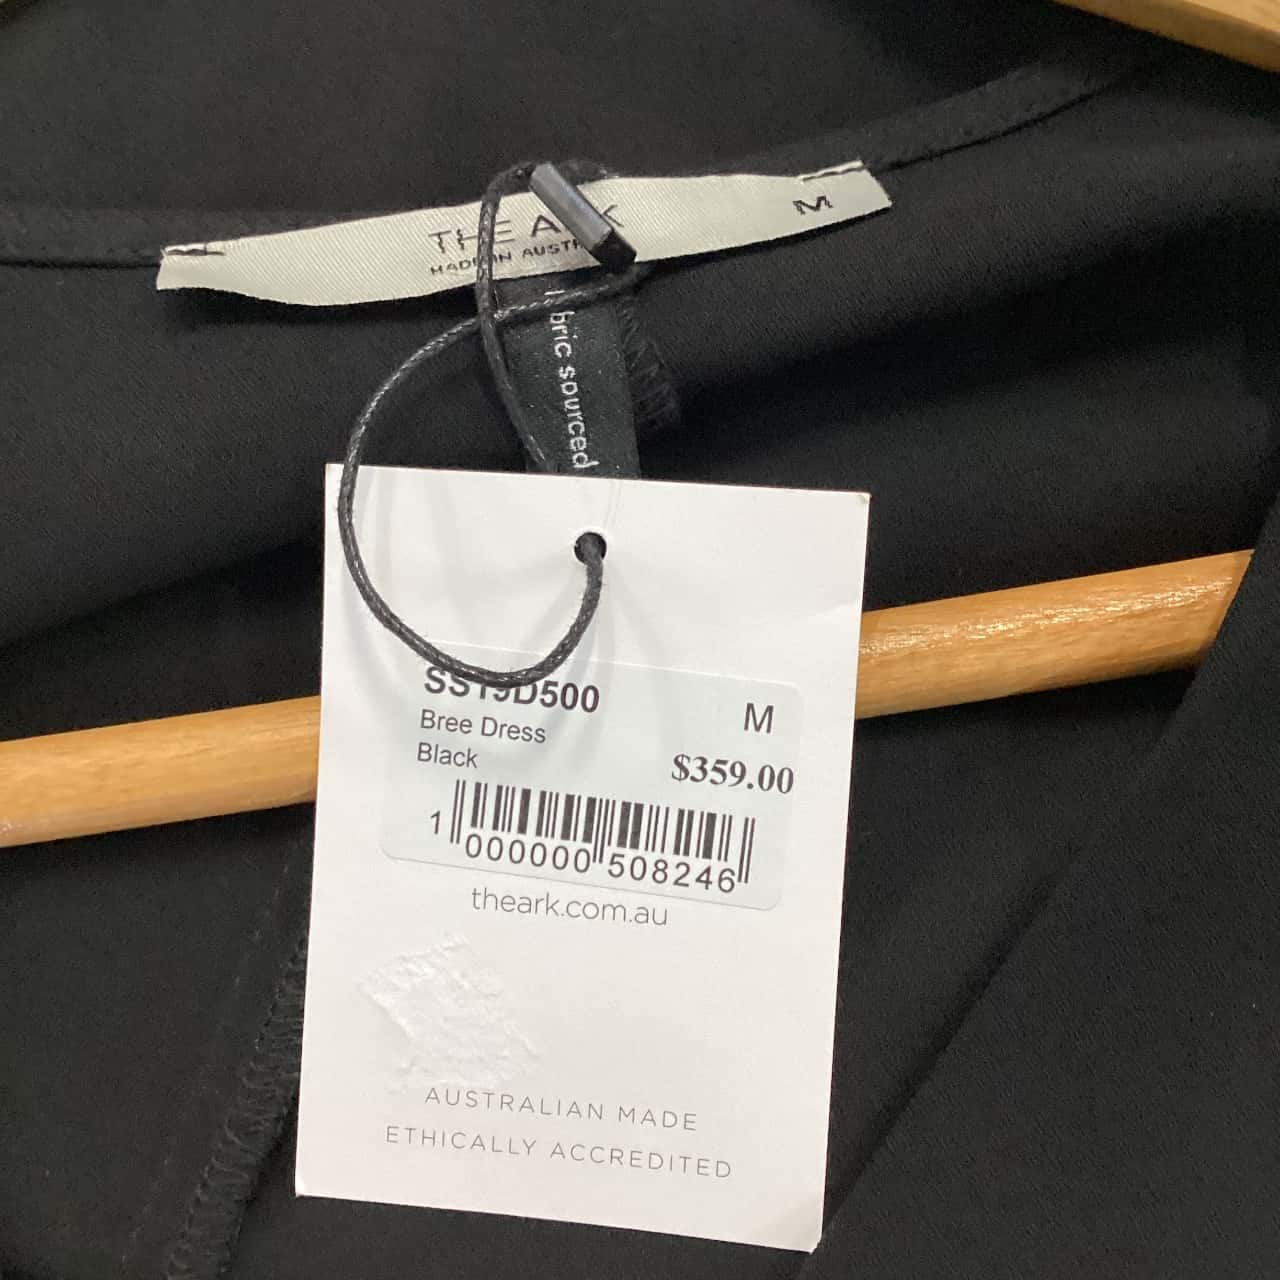 THE ARK
MADE IN AUSTR
M
bric sourced
SS19D500
M
Bree Dress
Black
$359.00
1 000000 508246
theark.com.au
AUSTRALIAN MADE
ETHICALLY ACCREDITED